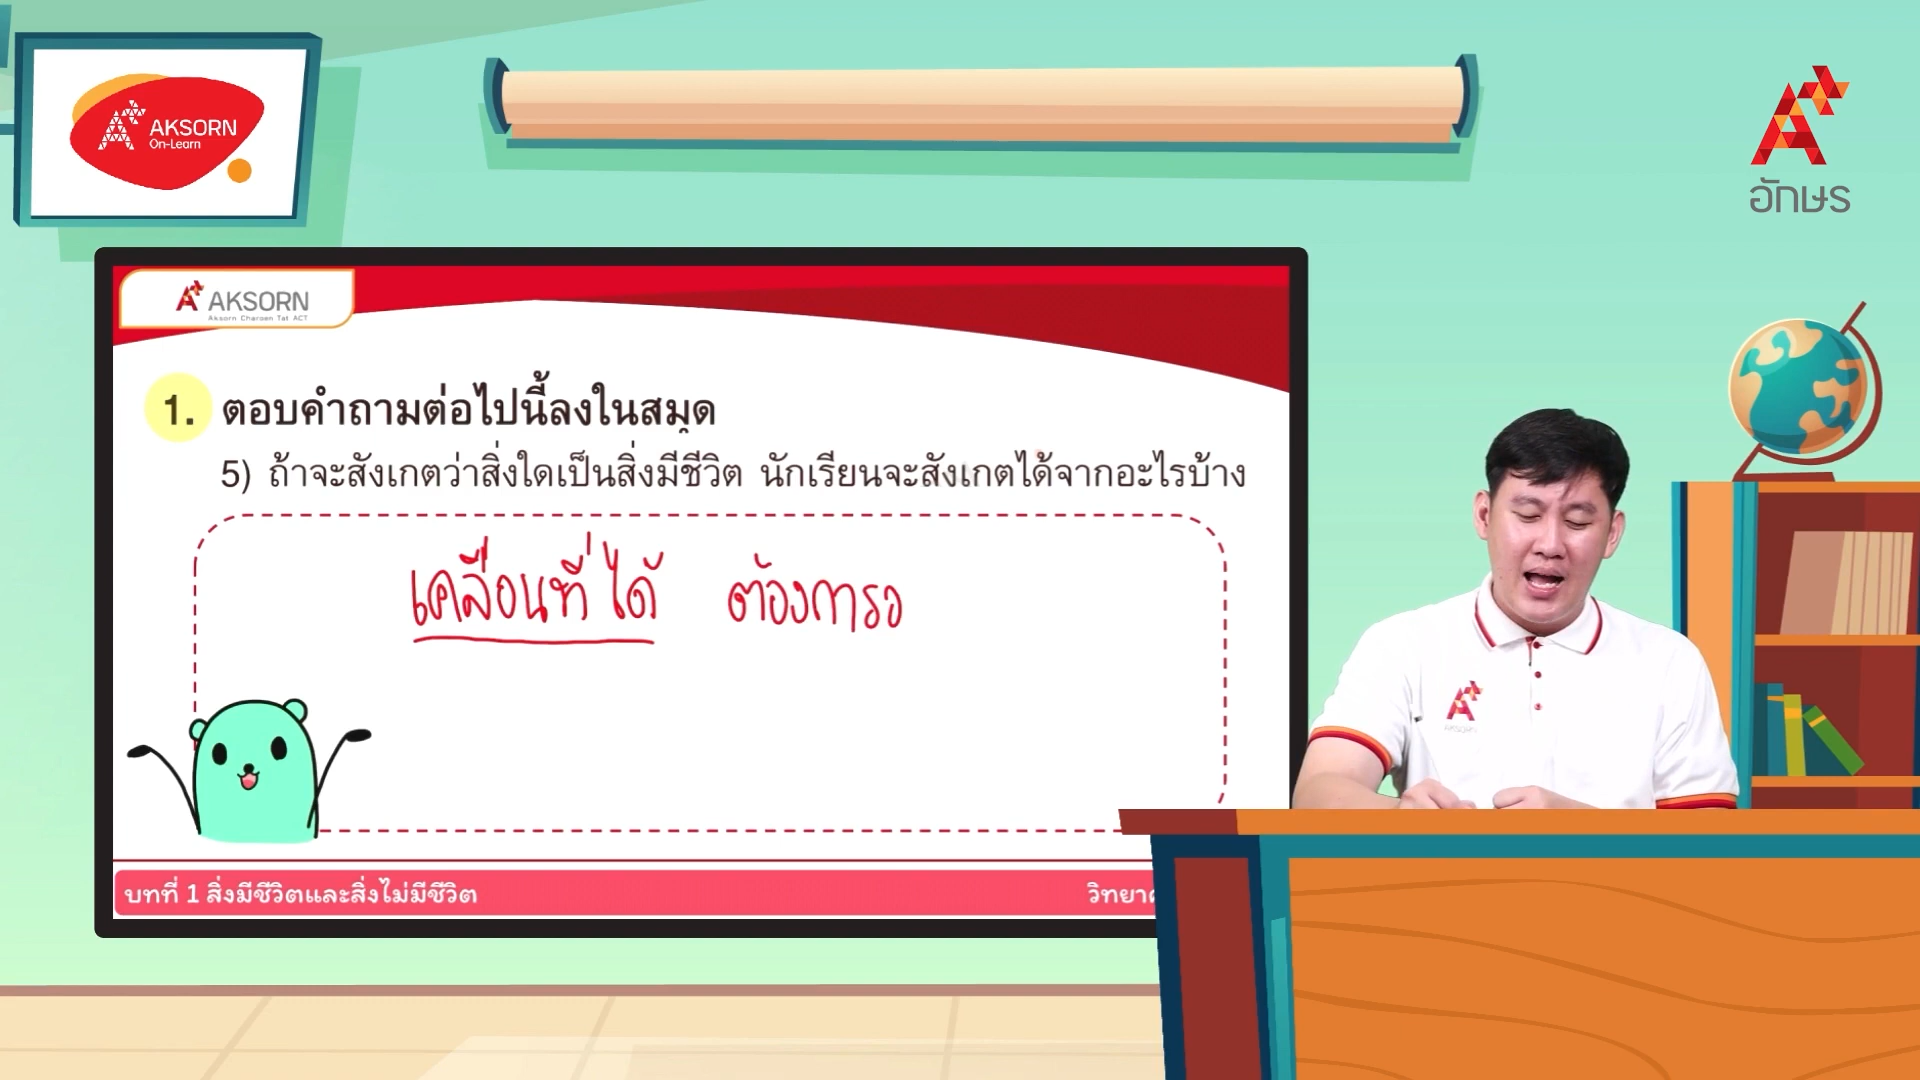 AKSORN
On-Learn
อักษร
AKSORN
Aksorn Charoen Tat ACT
1. ตอบคำถามต่อไปนี้ลงในสมุด
5) ถ้าจะสังเกตว่าสิ่งใดเป็นสิ่งมีชีวิต นักเรียนจะสังเกตได้จากอะไรบ้าง
เคลื่อนที่ได้ ต้องการอ
AKSORN
บทที่ 1 สิ่งมีชีวิตและสิ่งไม่มีชีวิต
วิทยา